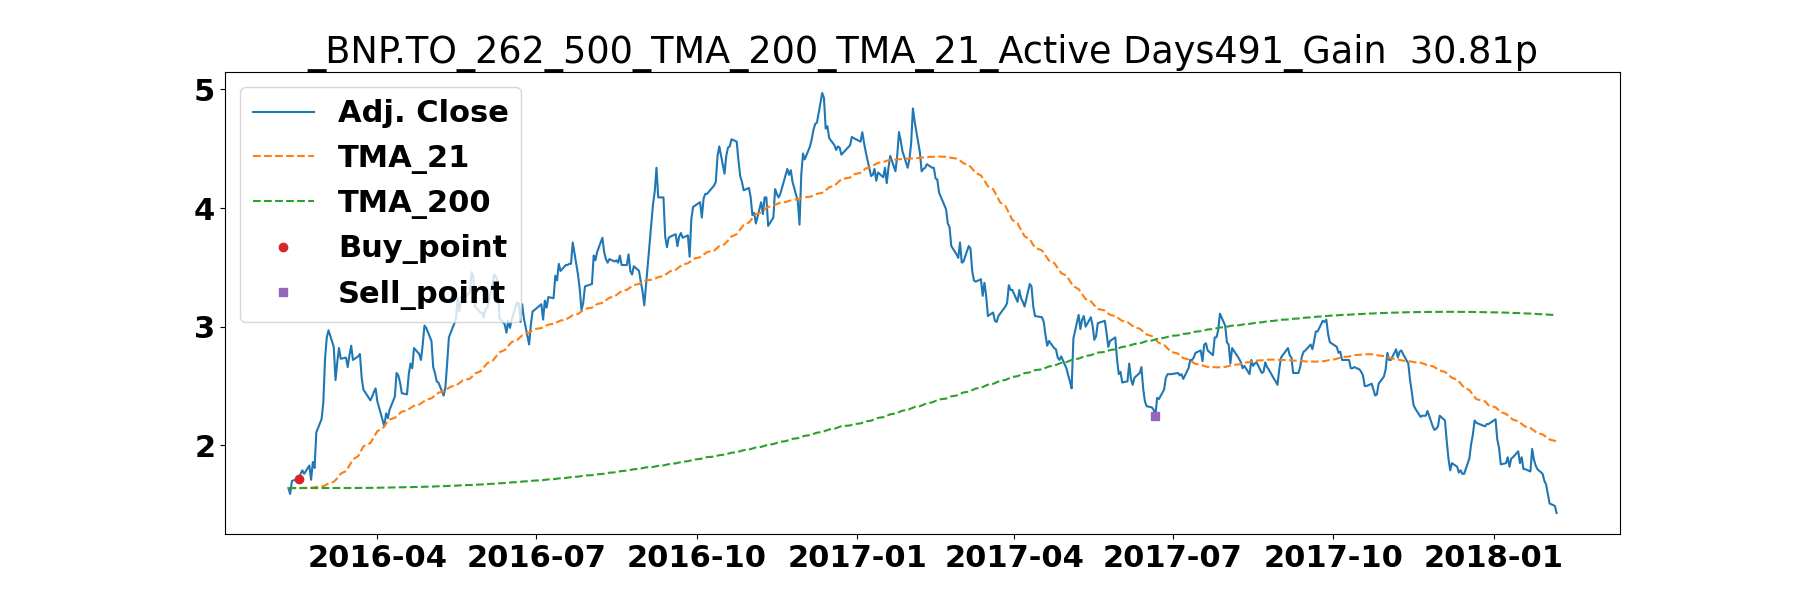 _BNP.TO_262_500_TMA_200_TMA_21_Active Days491_Gain  30.81p
5
4
3
2
Adj. Close
TMA_21
TMA_200
Buy_point
Sell_point
2016-04 2016-07 2016-10 2017-01 2017-04 2017-07 2017-10 2018-01